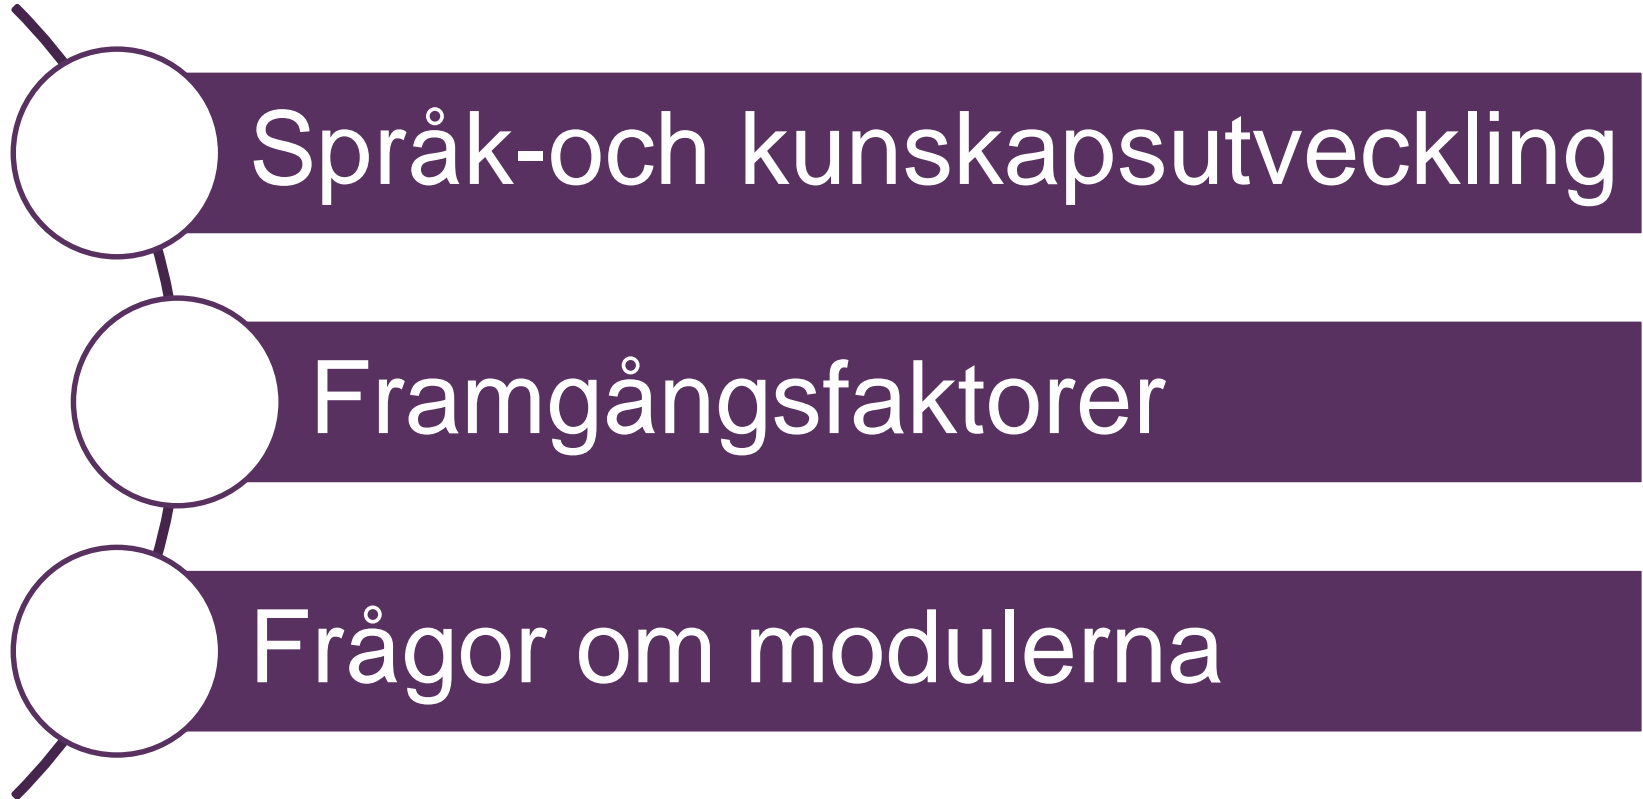 Språk-och kunskapsutveckling
Framgångsfaktorer
Frågor om modulerna